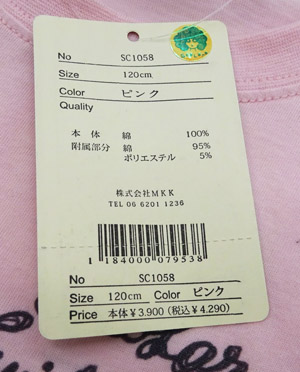 No SC1058
Size 120cm
Color ピンク
Quality
本体 綿 100%
附属部分 綿 95%
ポリエステル 5%
株式会社MKK
TEL 06 6201 1236
1 184000 079538
No SC1058
Size 120cm Color ピンク
Price 本体¥3.900(税込¥4.290)